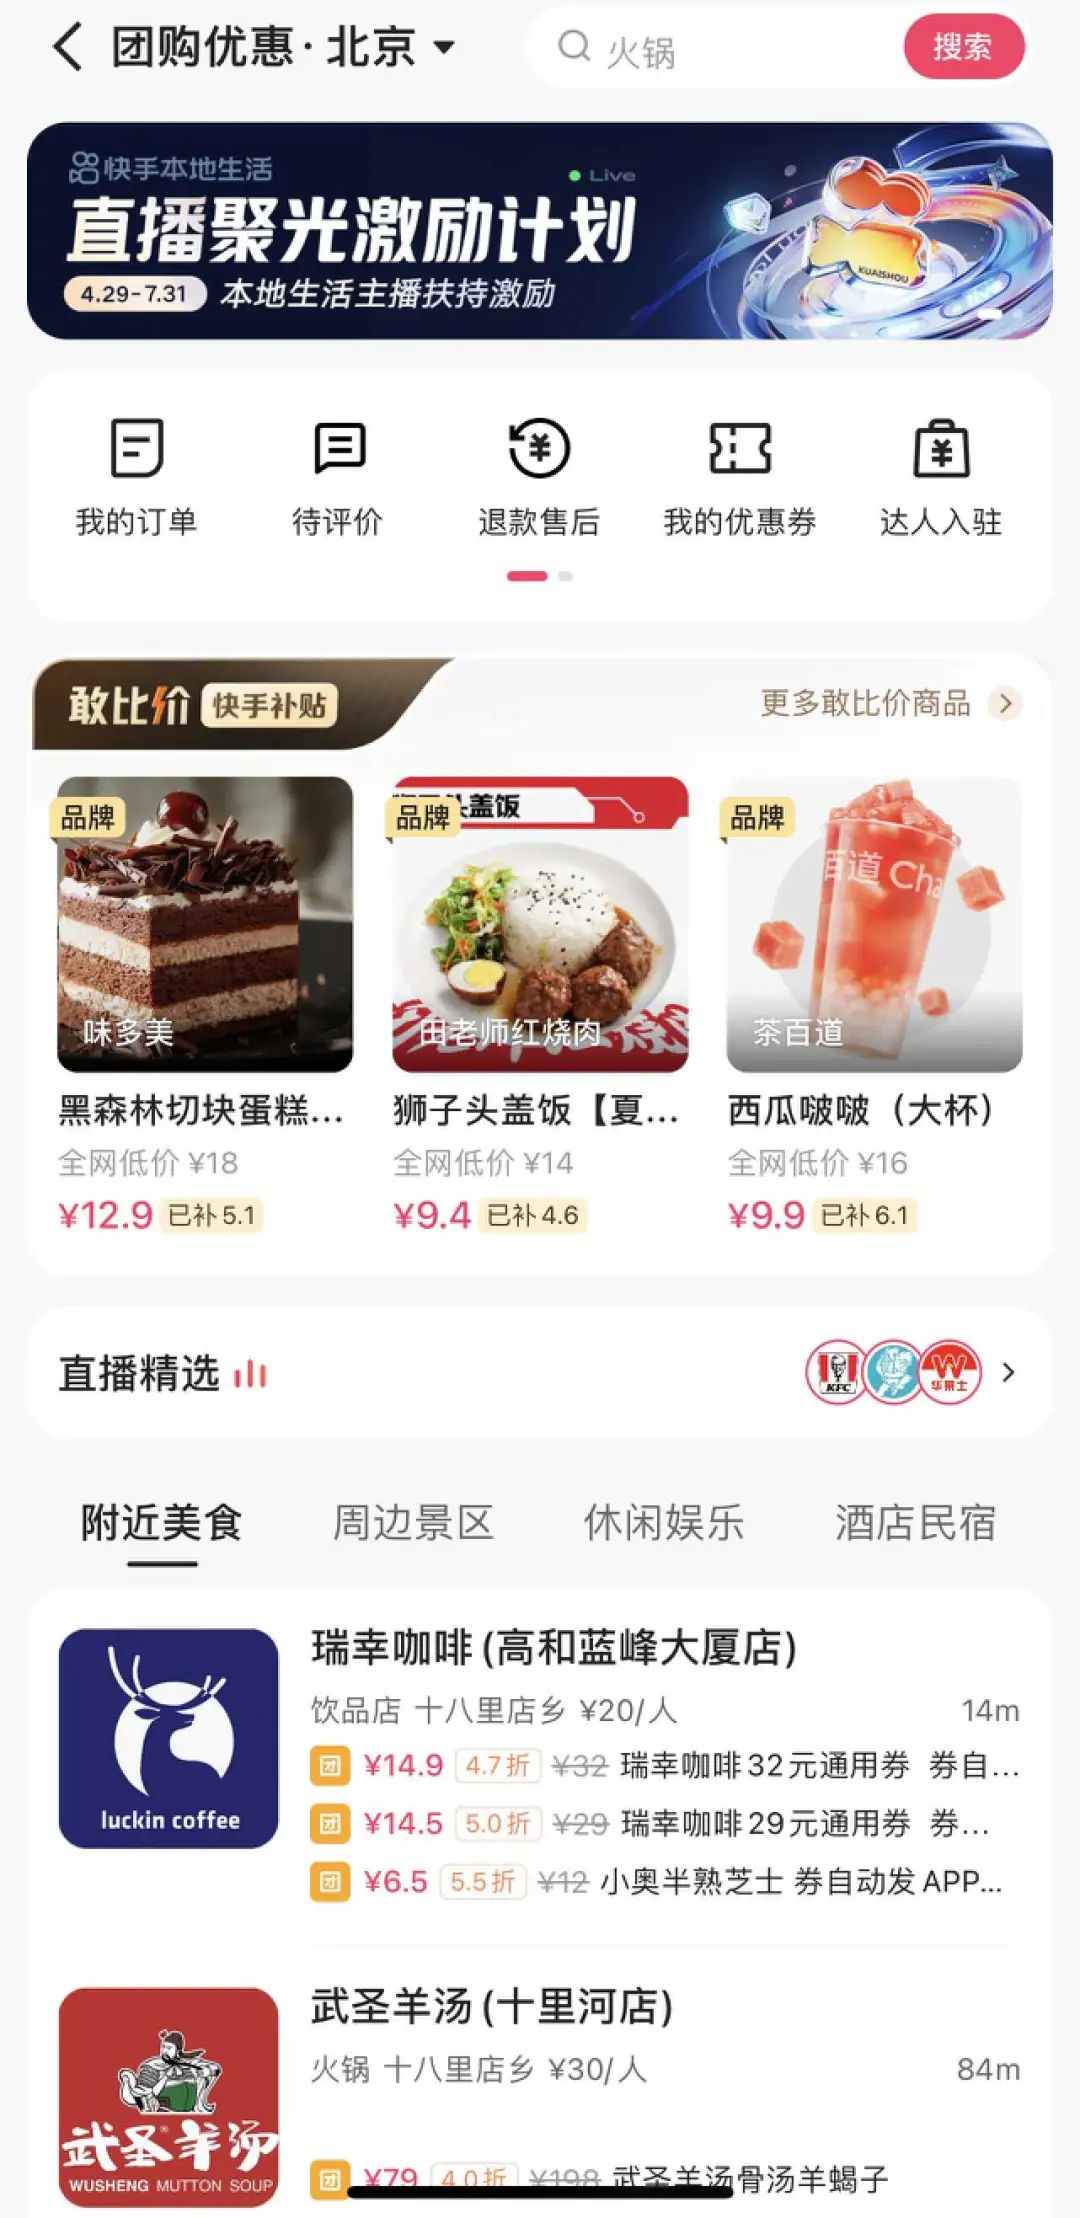 团购优惠·北京
火锅
搜索
快手本地生活
Live
直播聚光激励计划
4.29-7.31 本地生活主播扶持激励
KUAISHOU
我的订单 待评价 退款售后 我的优惠券 达人入驻
敢比价 快手补贴 更多敢比价商品
品牌 品牌 头盖饭 品牌
百道 Cha
味多美 田老师红烧肉 茶百道
黑森林切块蛋糕... 狮子头盖饭【夏... 西瓜啵啵（大杯）
全网低价 ¥18 全网低价 ¥14 全网低价 ¥16
¥12.9 已补5.1 ¥9.4 已补4.6 ¥9.9 已补6.1
直播精选 KFC 华莱士
附近美食 周边景区 休闲娱乐 酒店民宿
luckin coffee
瑞幸咖啡(高和蓝峰大厦店)
饮品店 十八里店乡 ¥20/人 14m
团 ¥14.9 4.7折 ¥32 瑞幸咖啡32元通用券 券自...
团 ¥14.5 5.0折 ¥29 瑞幸咖啡29元通用券 券...
团 ¥6.5 5.5折 ¥12 小奥半熟芝士 券自动发APP...
武圣羊汤
WUSHENG MUTTON SOUP
武圣羊汤(十里河店)
火锅 十八里店乡 ¥30/人 84m
团 ¥79 4.0折 ¥198 武圣羊汤骨汤羊蝎子